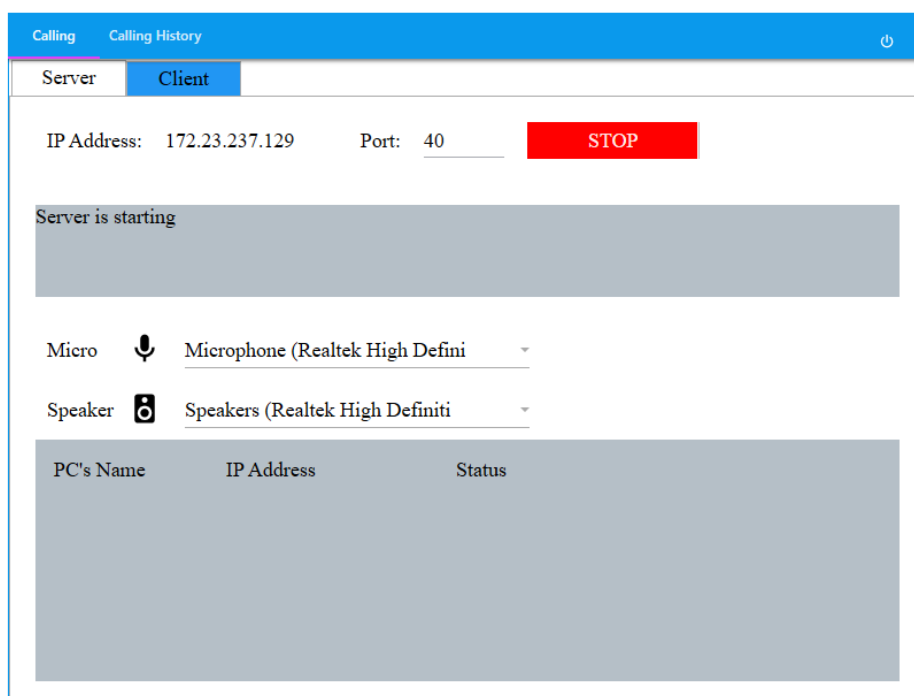 Calling Calling History
Server Client
IP Address: 172.23.237.129 Port: 40 STOP
Server is starting
Micro Microphone (Realtek High Defini
Speaker Speakers (Realtek High Definiti
PC's Name IP Address Status